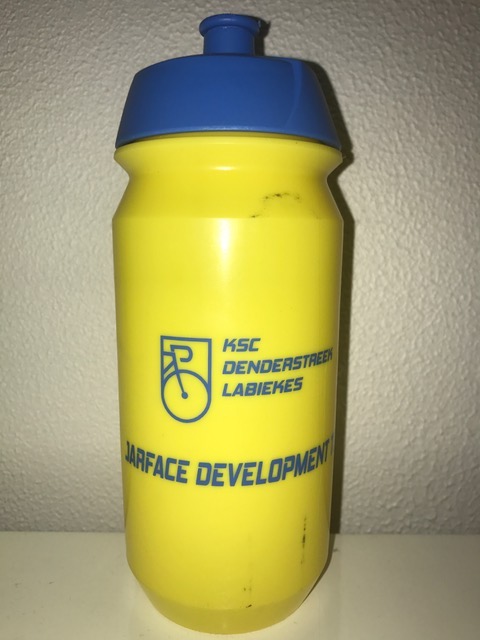 KSC
DENDERSTREEK
LABIEKES
JARFACE DEVELOPMENT